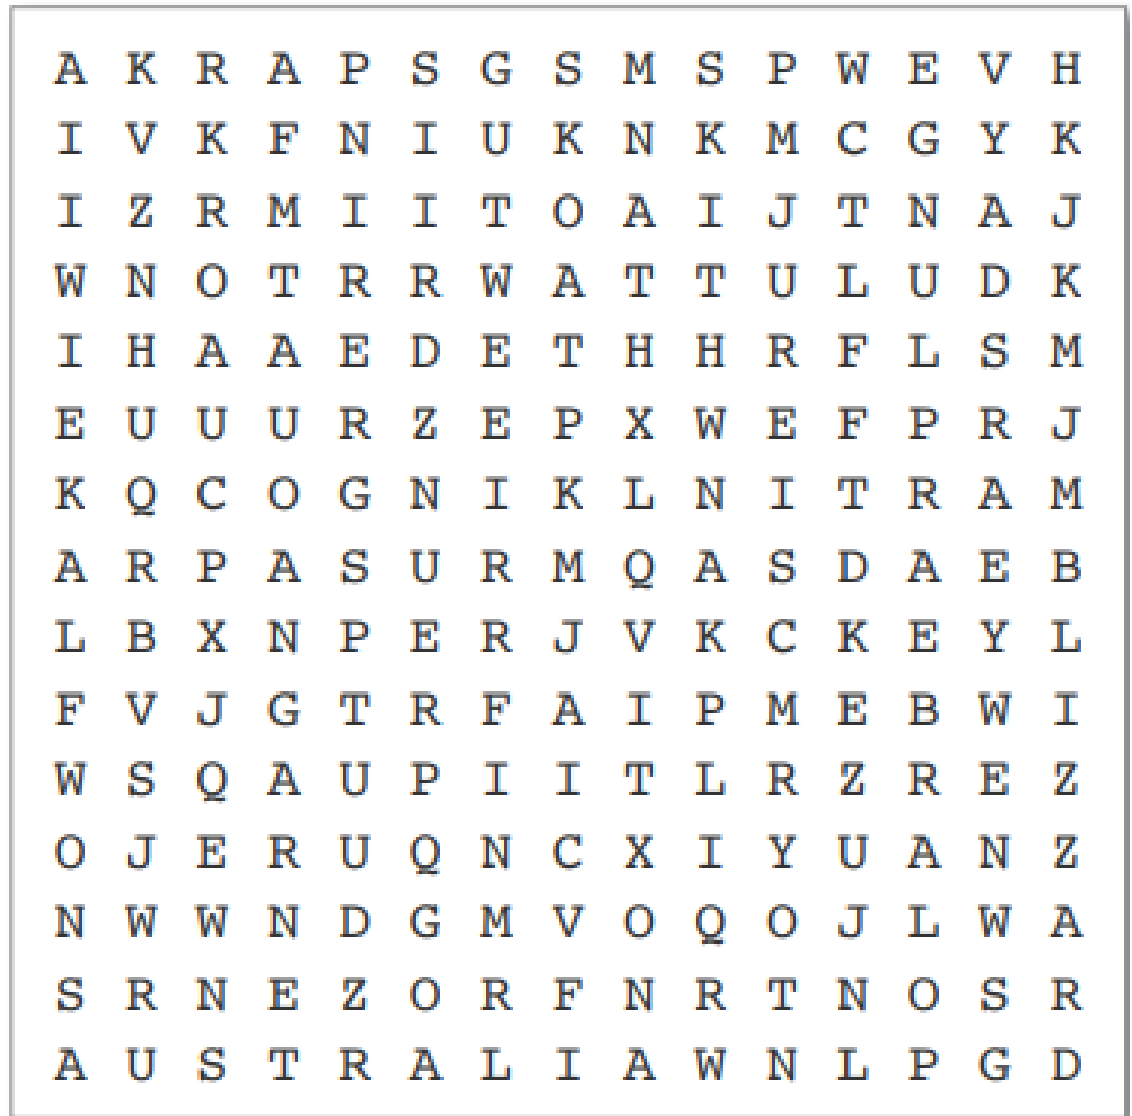 A K R A P S G S M S P W E V H
I V K F N I U K N K M C G Y K
I Z R M I I T O A I J T N A J
W N O T R R W A T T U L U D K
I H A A E D E T H H R F L S M
E U U U R Z E P X W E F P R J
K Q C O G N I K L N I T R A M
A R P A S U R M Q A S D A E B
L B X N P E R J V K C K E Y L
F V J G T R F A I P M E B W I
W S Q A U P I I T L R Z R E Z
O J E R U Q N C X I Y U A N Z
N W W N D G M V O Q O J L W A
S R N E Z O R F N R T N O S R
A U S T R A L I A W N L P G D